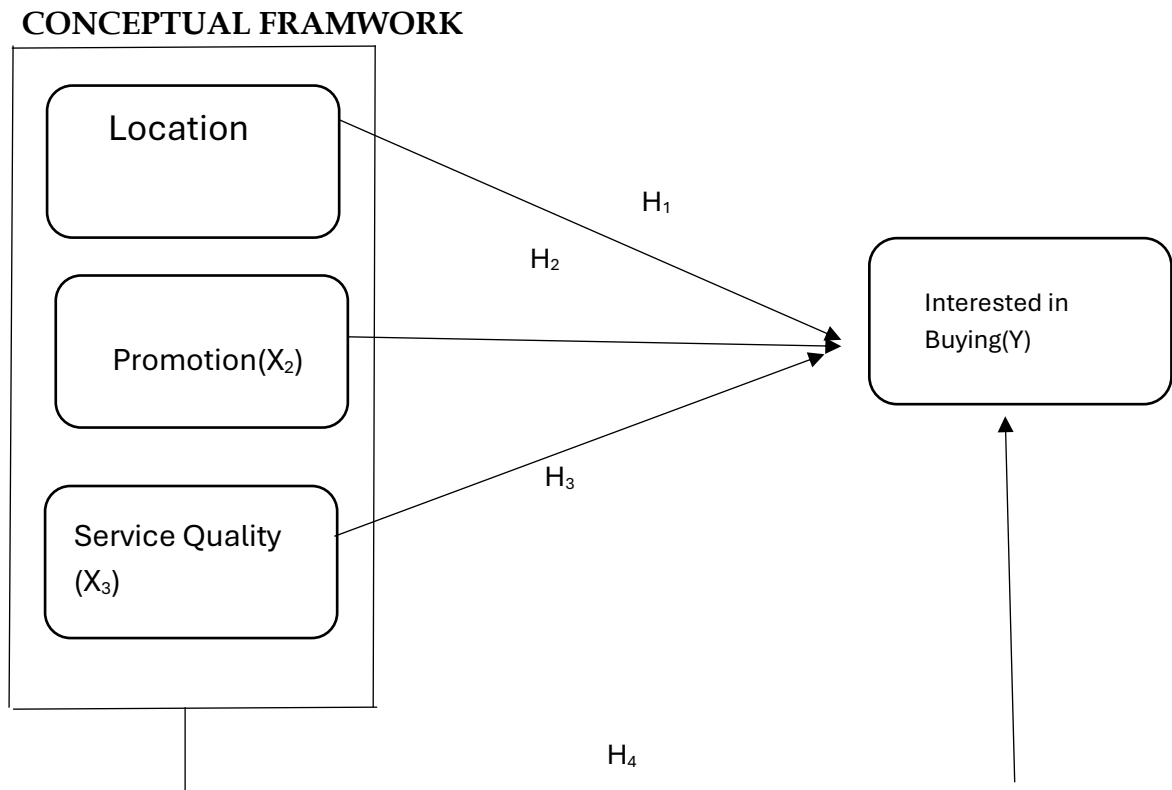 CONCEPTUAL FRAMWORK
Location
H₁
H₂
Interested in
Buying(Y)
Promotion(X₂)
H₃
Service Quality
(X₃)
H₄